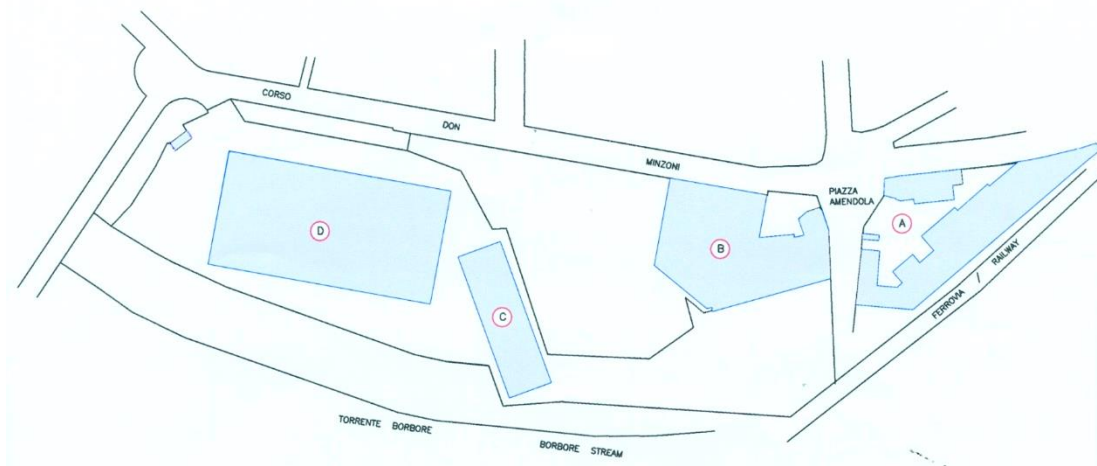 CORSO
DON
MINZONI
PIAZZA
AMENDOLA
A
B
C
D
FERROVIA / RAILWAY
TORRENTE BORBORE
BORBORE STREAM